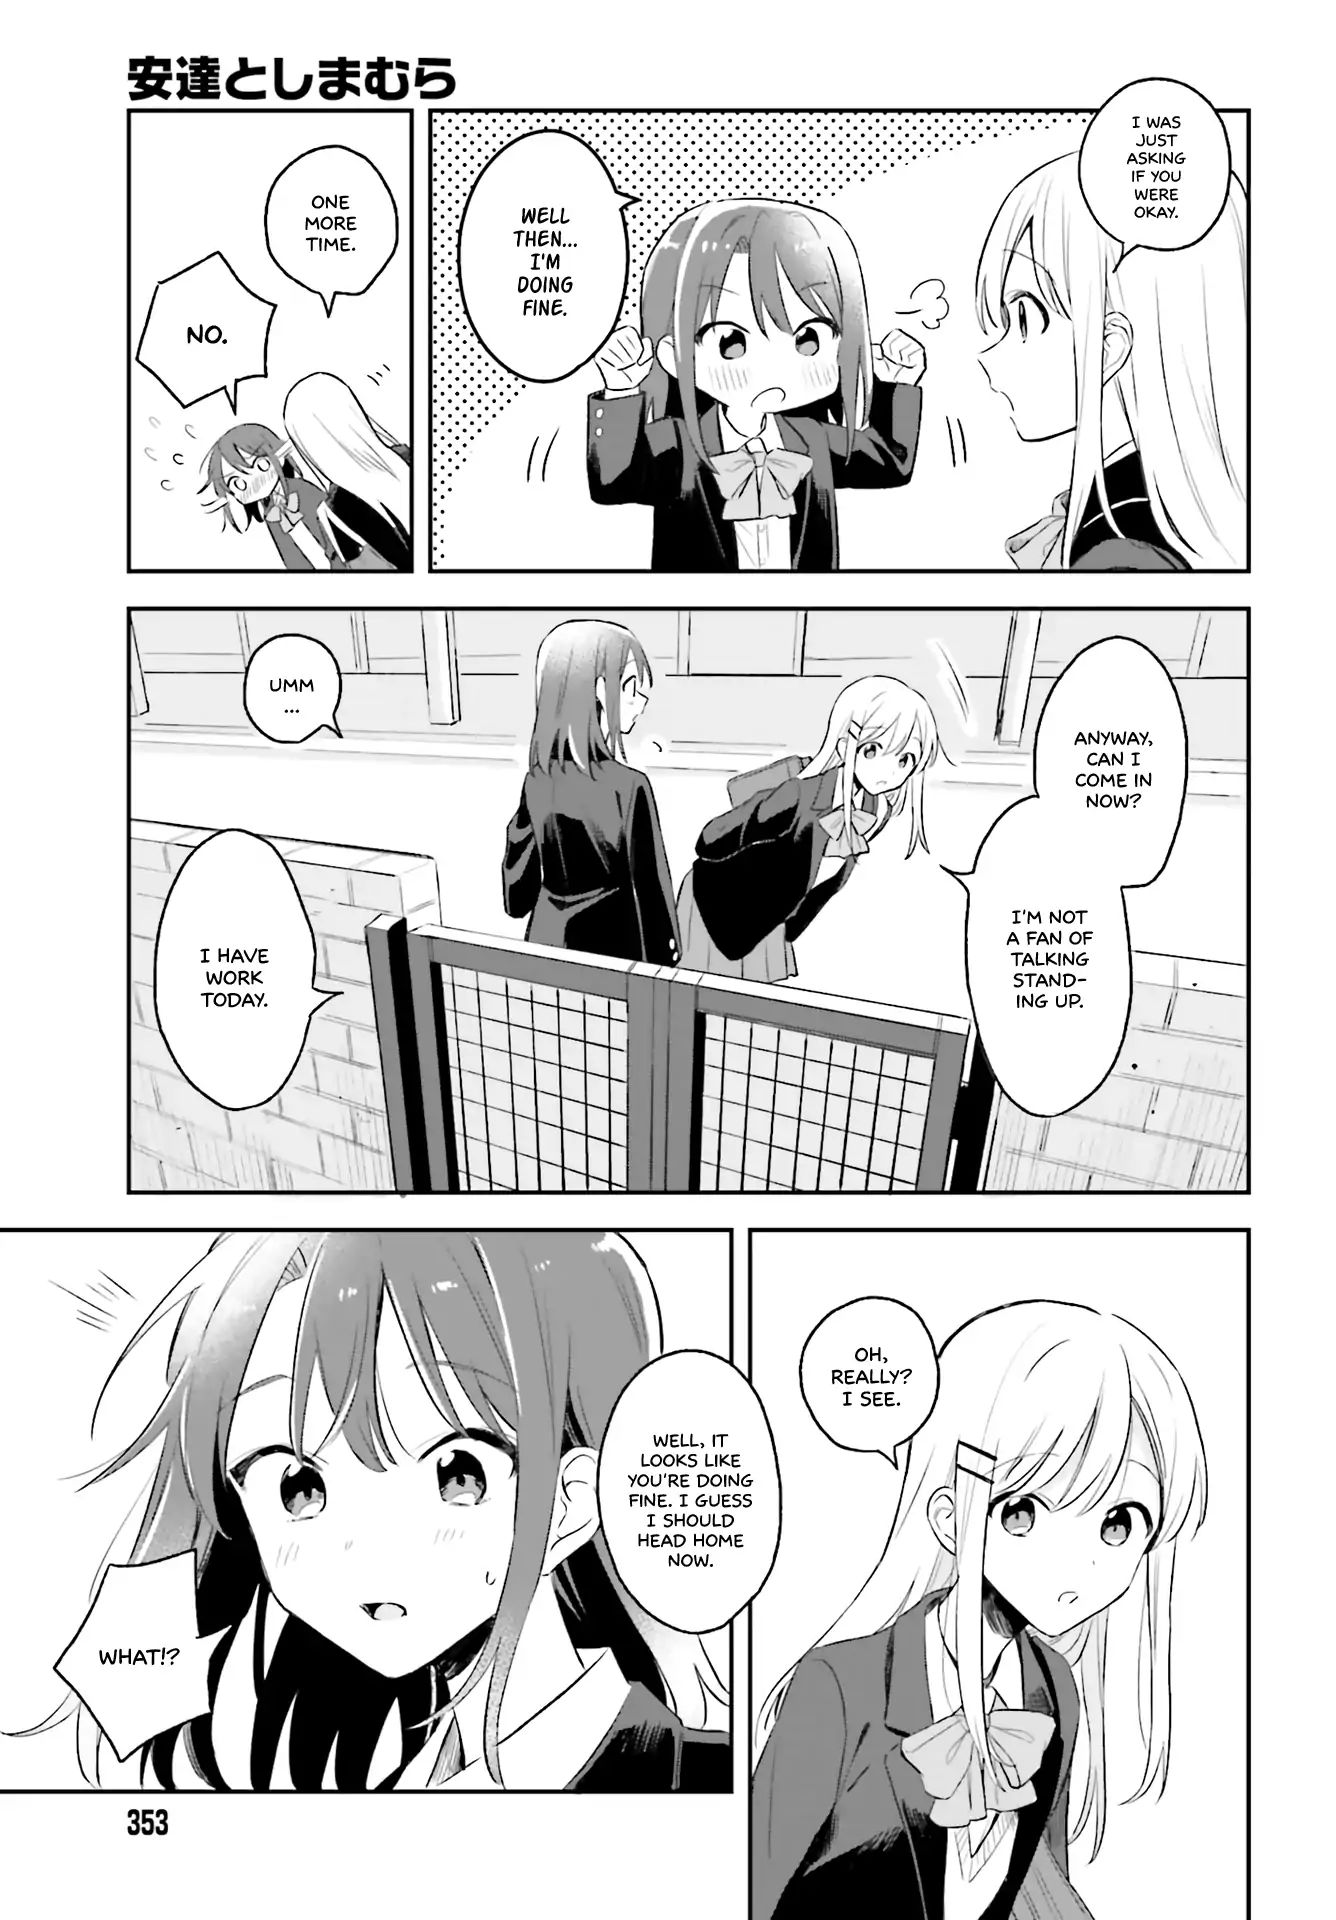 安達としまむら
I WAS
JUST
ASKING
IF YOU
WERE
OKAY.
WELL
THEN...
I'M
DOING
FINE.
ONE
MORE
TIME.
NO.
ANYWAY,
CAN I
COME IN
NOW?
I'M NOT
A FAN OF
TALKING
STAND-
ING UP.
UMM
...
I HAVE
WORK
TODAY.
OH,
REALLY?
I SEE.
WELL, IT
LOOKS LIKE
YOU'RE DOING
FINE. I GUESS
I SHOULD
HEAD HOME
NOW.
WHAT!?
353